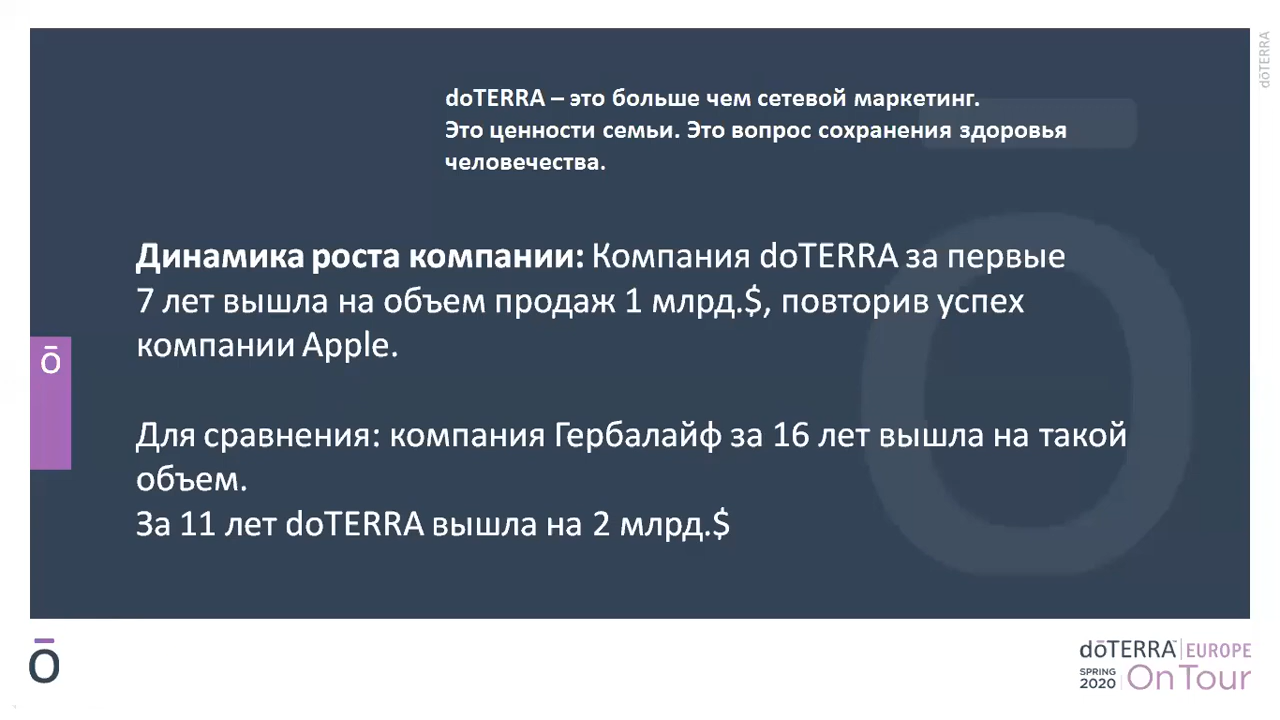 dōTERRA
doTERRA – это больше чем сетевой маркетинг.
Это ценности семьи. Это вопрос сохранения здоровья
человечества.
Динамика роста компании: Компания doTERRA за первые
7 лет вышла на объем продаж 1 млрд.$, повторив успех
компании Apple.
Для сравнения: компания Гербалайф за 16 лет вышла на такой
объем.
За 11 лет doTERRA вышла на 2 млрд.$
ō
ō
dōTERRA™ EUROPE
SPRING 2020 On Tour